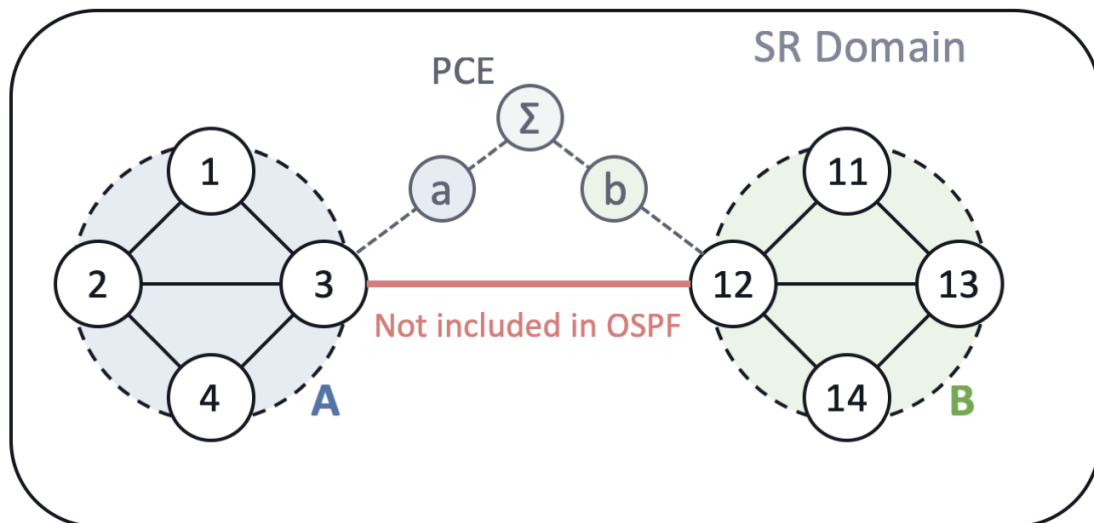 SR Domain
PCE
Σ
a
b
1
2
3
4
A
Not included in OSPF
11
12
13
14
B